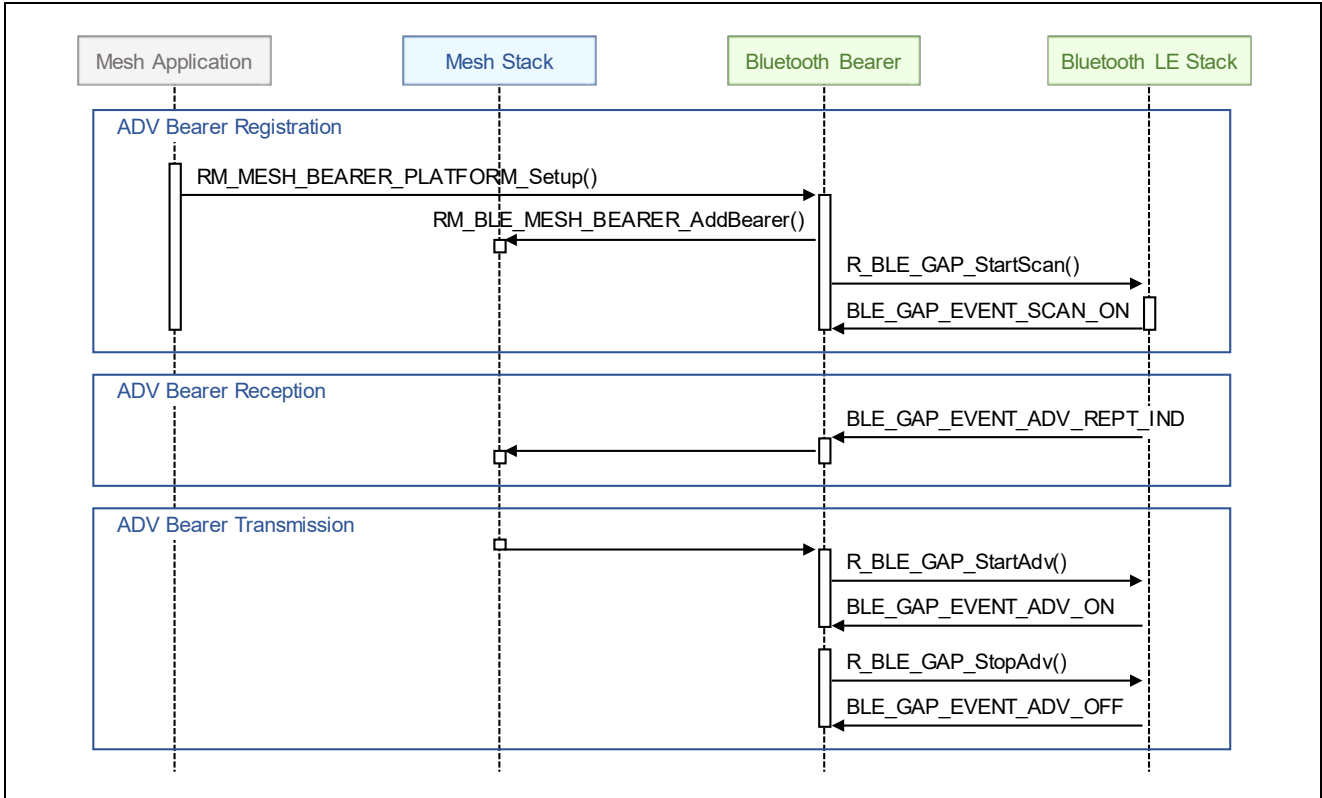 Mesh Application
Mesh Stack
Bluetooth Bearer
Bluetooth LE Stack
ADV Bearer Registration
RM_MESH_BEARER_PLATFORM_Setup()
RM_BLE_MESH_BEARER_AddBearer()
R_BLE_GAP_StartScan()
BLE_GAP_EVENT_SCAN_ON
ADV Bearer Reception
BLE_GAP_EVENT_ADV_REPT_IND
ADV Bearer Transmission
R_BLE_GAP_StartAdv()
BLE_GAP_EVENT_ADV_ON
R_BLE_GAP_StopAdv()
BLE_GAP_EVENT_ADV_OFF